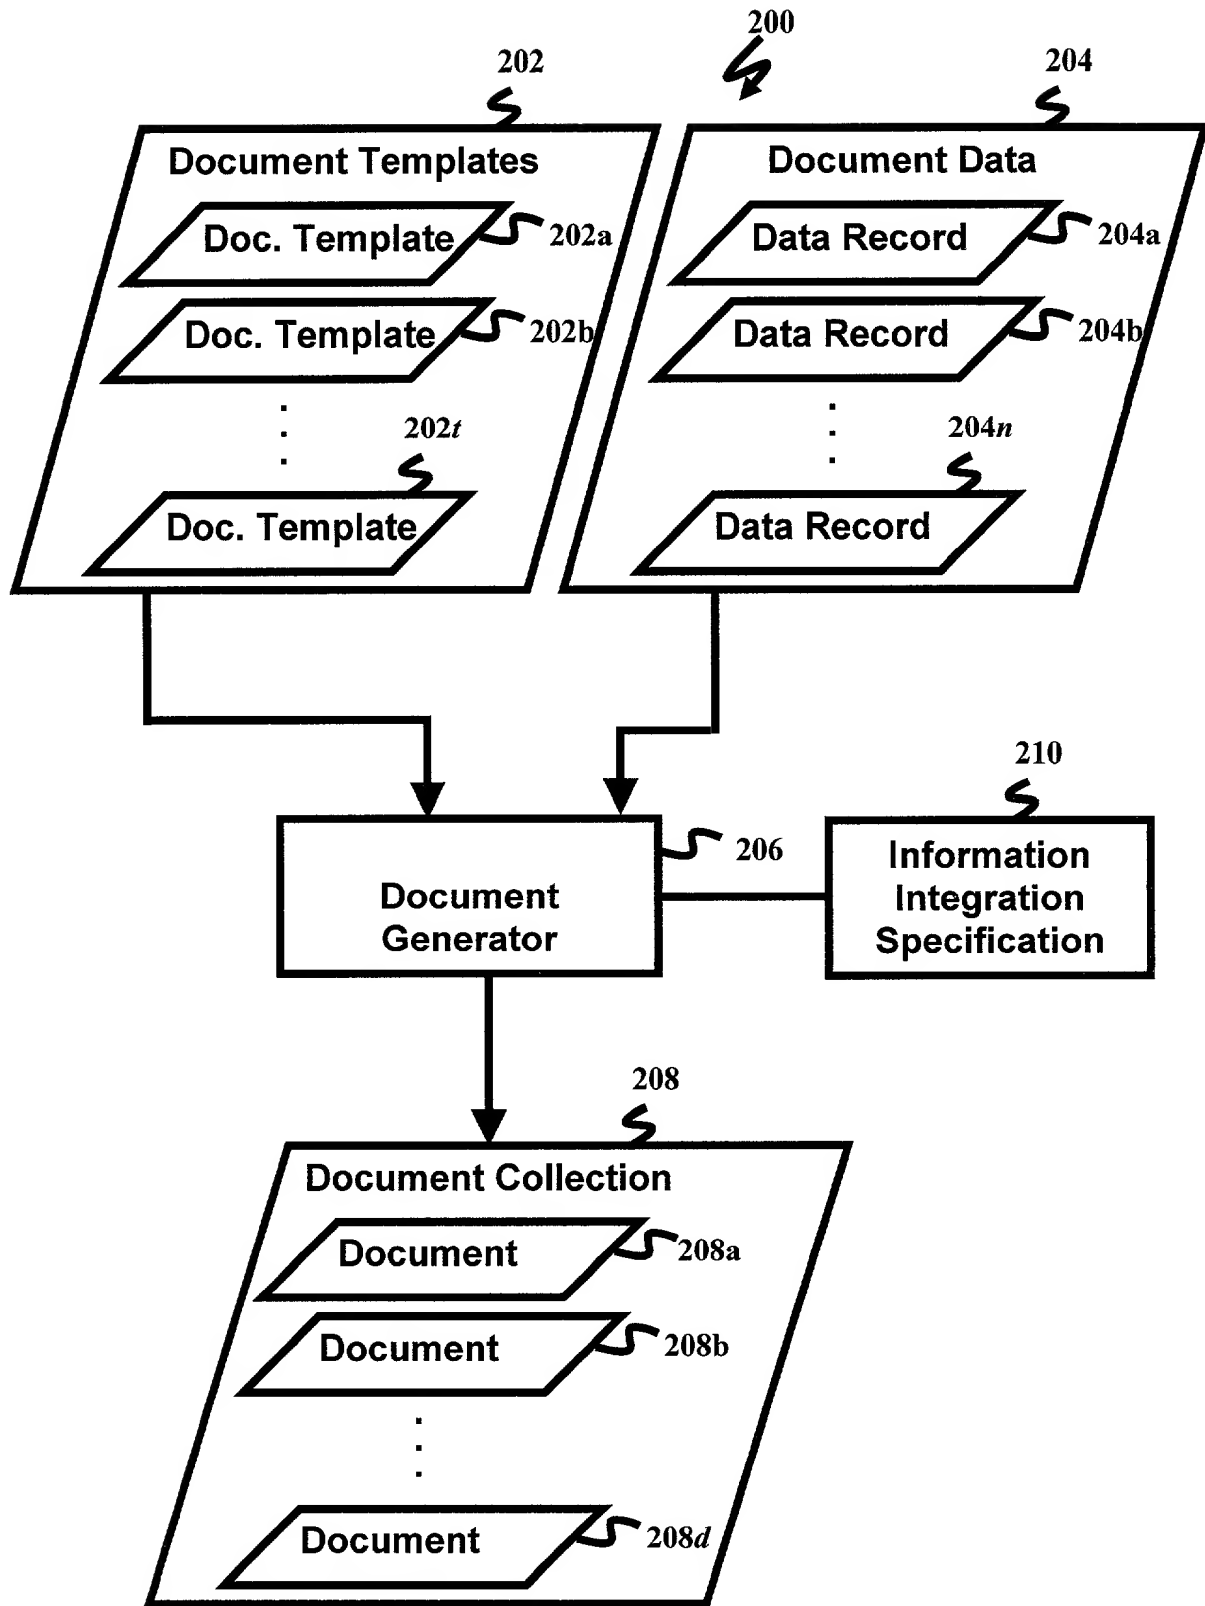 200
202
204
Document Templates
Doc. Template
202a
Doc. Template
202b
.
.
.
202t
Doc. Template
Document Data
Data Record
204a
Data Record
204b
.
.
.
204n
Data Record
206
Document
Generator
210
Information
Integration
Specification
208
Document Collection
Document
208a
Document
208b
.
.
.
Document
208d